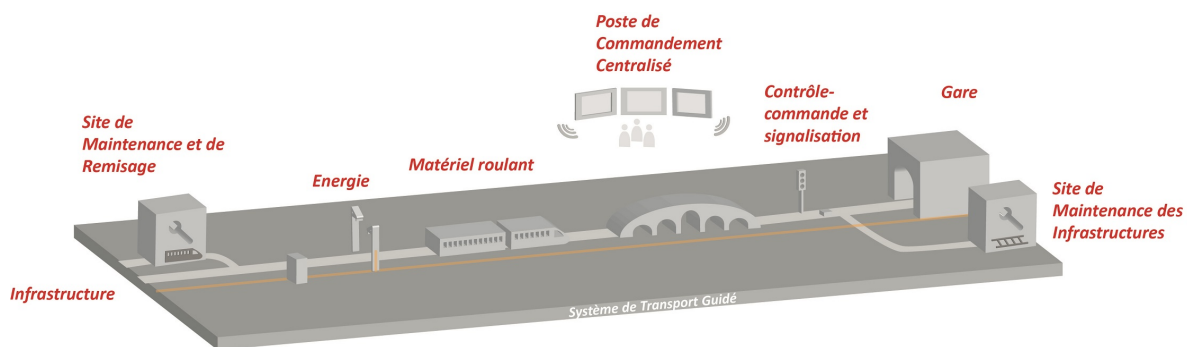 Poste de
Commandement
Centralisé
Contrôle-
commande et
signalisation
Gare
Site de
Maintenance et de
Remisage
Matériel roulant
Energie
Site de
Maintenance des
Infrastructures
Infrastructure
Système de Transport Guidé